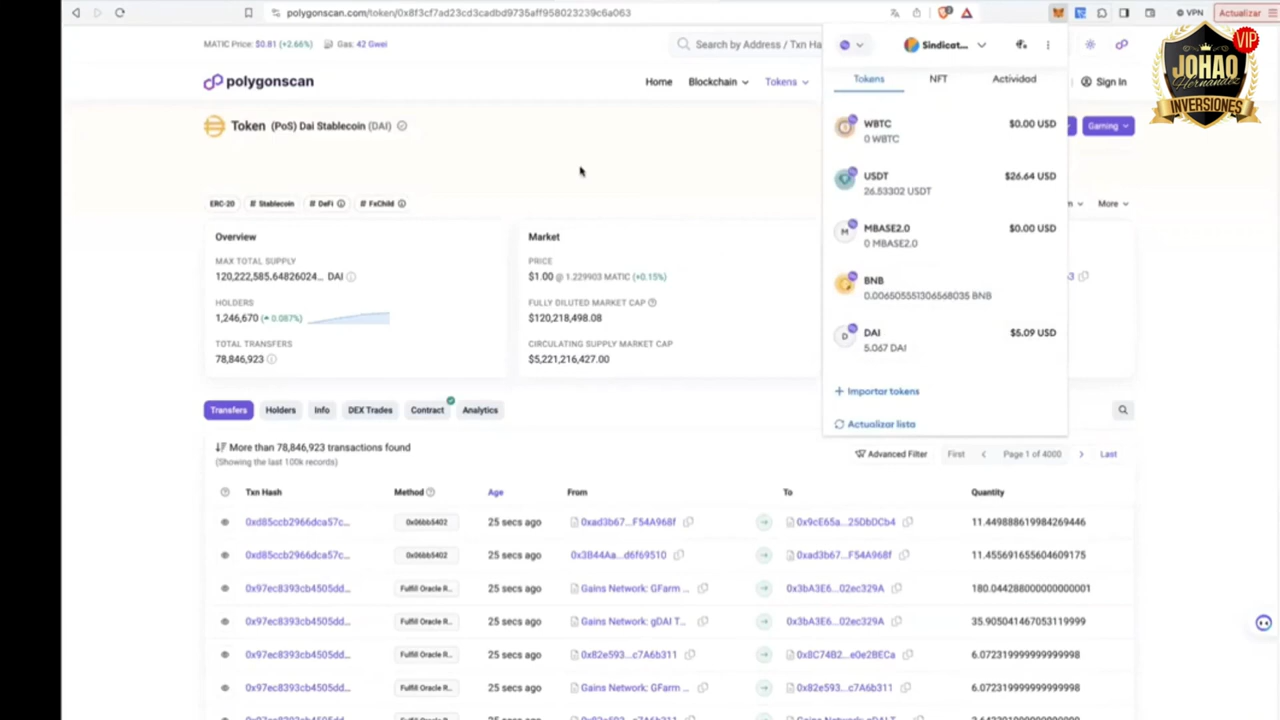 polygonscan.com/token/0x8f3cf7ad23cd3cadbd9735aff958023239c6a063
VPN
Actualizar
MATIC Price: $0.81 (+2.66%)
Gas: 42 Gwei
Search by Address / Txn Ha
Sindicat...
VIP
JOHAO
Hernandez
INVERSIONES
polygonscan
Home
Blockchain
Tokens
Sign In
Tokens
NFT
Actividad
Token (PoS) Dai Stablecoin (DAI)
Gaming
WBTC
$0.00 USD
0 WBTC
USDT
$26.64 USD
26.53302 USDT
MBASE2.0
$0.00 USD
M
0 MBASE2.0
BNB
0.006505551306568035 BNB
DAI
$5.09 USD
D
5.067 DAI
+ Importar tokens
Actualizar lista
ERC-20
# Stablecoin
# DeFi
# FxChild
More
Overview
MAX TOTAL SUPPLY
120,222,585.64826024... DAI
HOLDERS
1,246,670 (0.087%)
TOTAL TRANSFERS
78,846,923
Market
PRICE
$1.00 @ 1.229903 MATIC (+0.15%)
FULLY DILUTED MARKET CAP
$120,218,498.08
CIRCULATING SUPPLY MARKET CAP
$5,221,216,427.00
Transfers
Holders
Info
DEX Trades
Contract
Analytics
More than 78,846,923 transactions found
(Showing the last 100k records)
Advanced Filter
First
Page 1 of 4000
Last
Txn Hash Method Age From To Quantity
0xd85ccb2966dca57c... 0x06bb5402 25 secs ago 0xad3b67...F54A968f 0x9cE65a...25DbDCb4 11.449888619984269446
0xd85ccb2966dca57c... 0x06bb5402 25 secs ago 0x3B44Aa...d6f69510 0xad3b67...F54A968f 11.455691655604609175
0x97ec8393cb4505dd... Fulfill Oracle R... 25 secs ago Gains Network: GFarm ... 0x3bA3E6...02ec329A 180.044288000000000001
0x97ec8393cb4505dd... Fulfill Oracle R... 25 secs ago Gains Network: gDAI T... 0x3bA3E6...02ec329A 35.905041467053119999
0x97ec8393cb4505dd... Fulfill Oracle R... 25 secs ago 0x82e593...c7A6b311 0x8C74B2...e0e2BECa 6.072319999999999998
0x97ec8393cb4505dd... Fulfill Oracle R... 25 secs ago Gains Network: GFarm ... 0x82e593...c7A6b311 6.072319999999999998